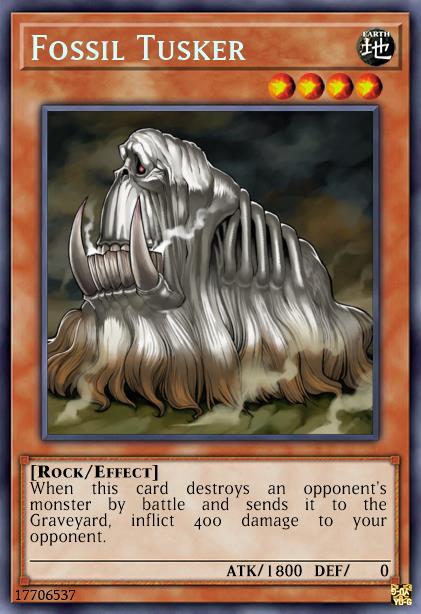 Fossil Tusker
EARTH
地
[Rock/Effect]
When this card destroys an opponent's
monster by battle and sends it to the
Graveyard, inflict 400 damage to your
opponent.
ATK/1800 DEF/ 0
17706537